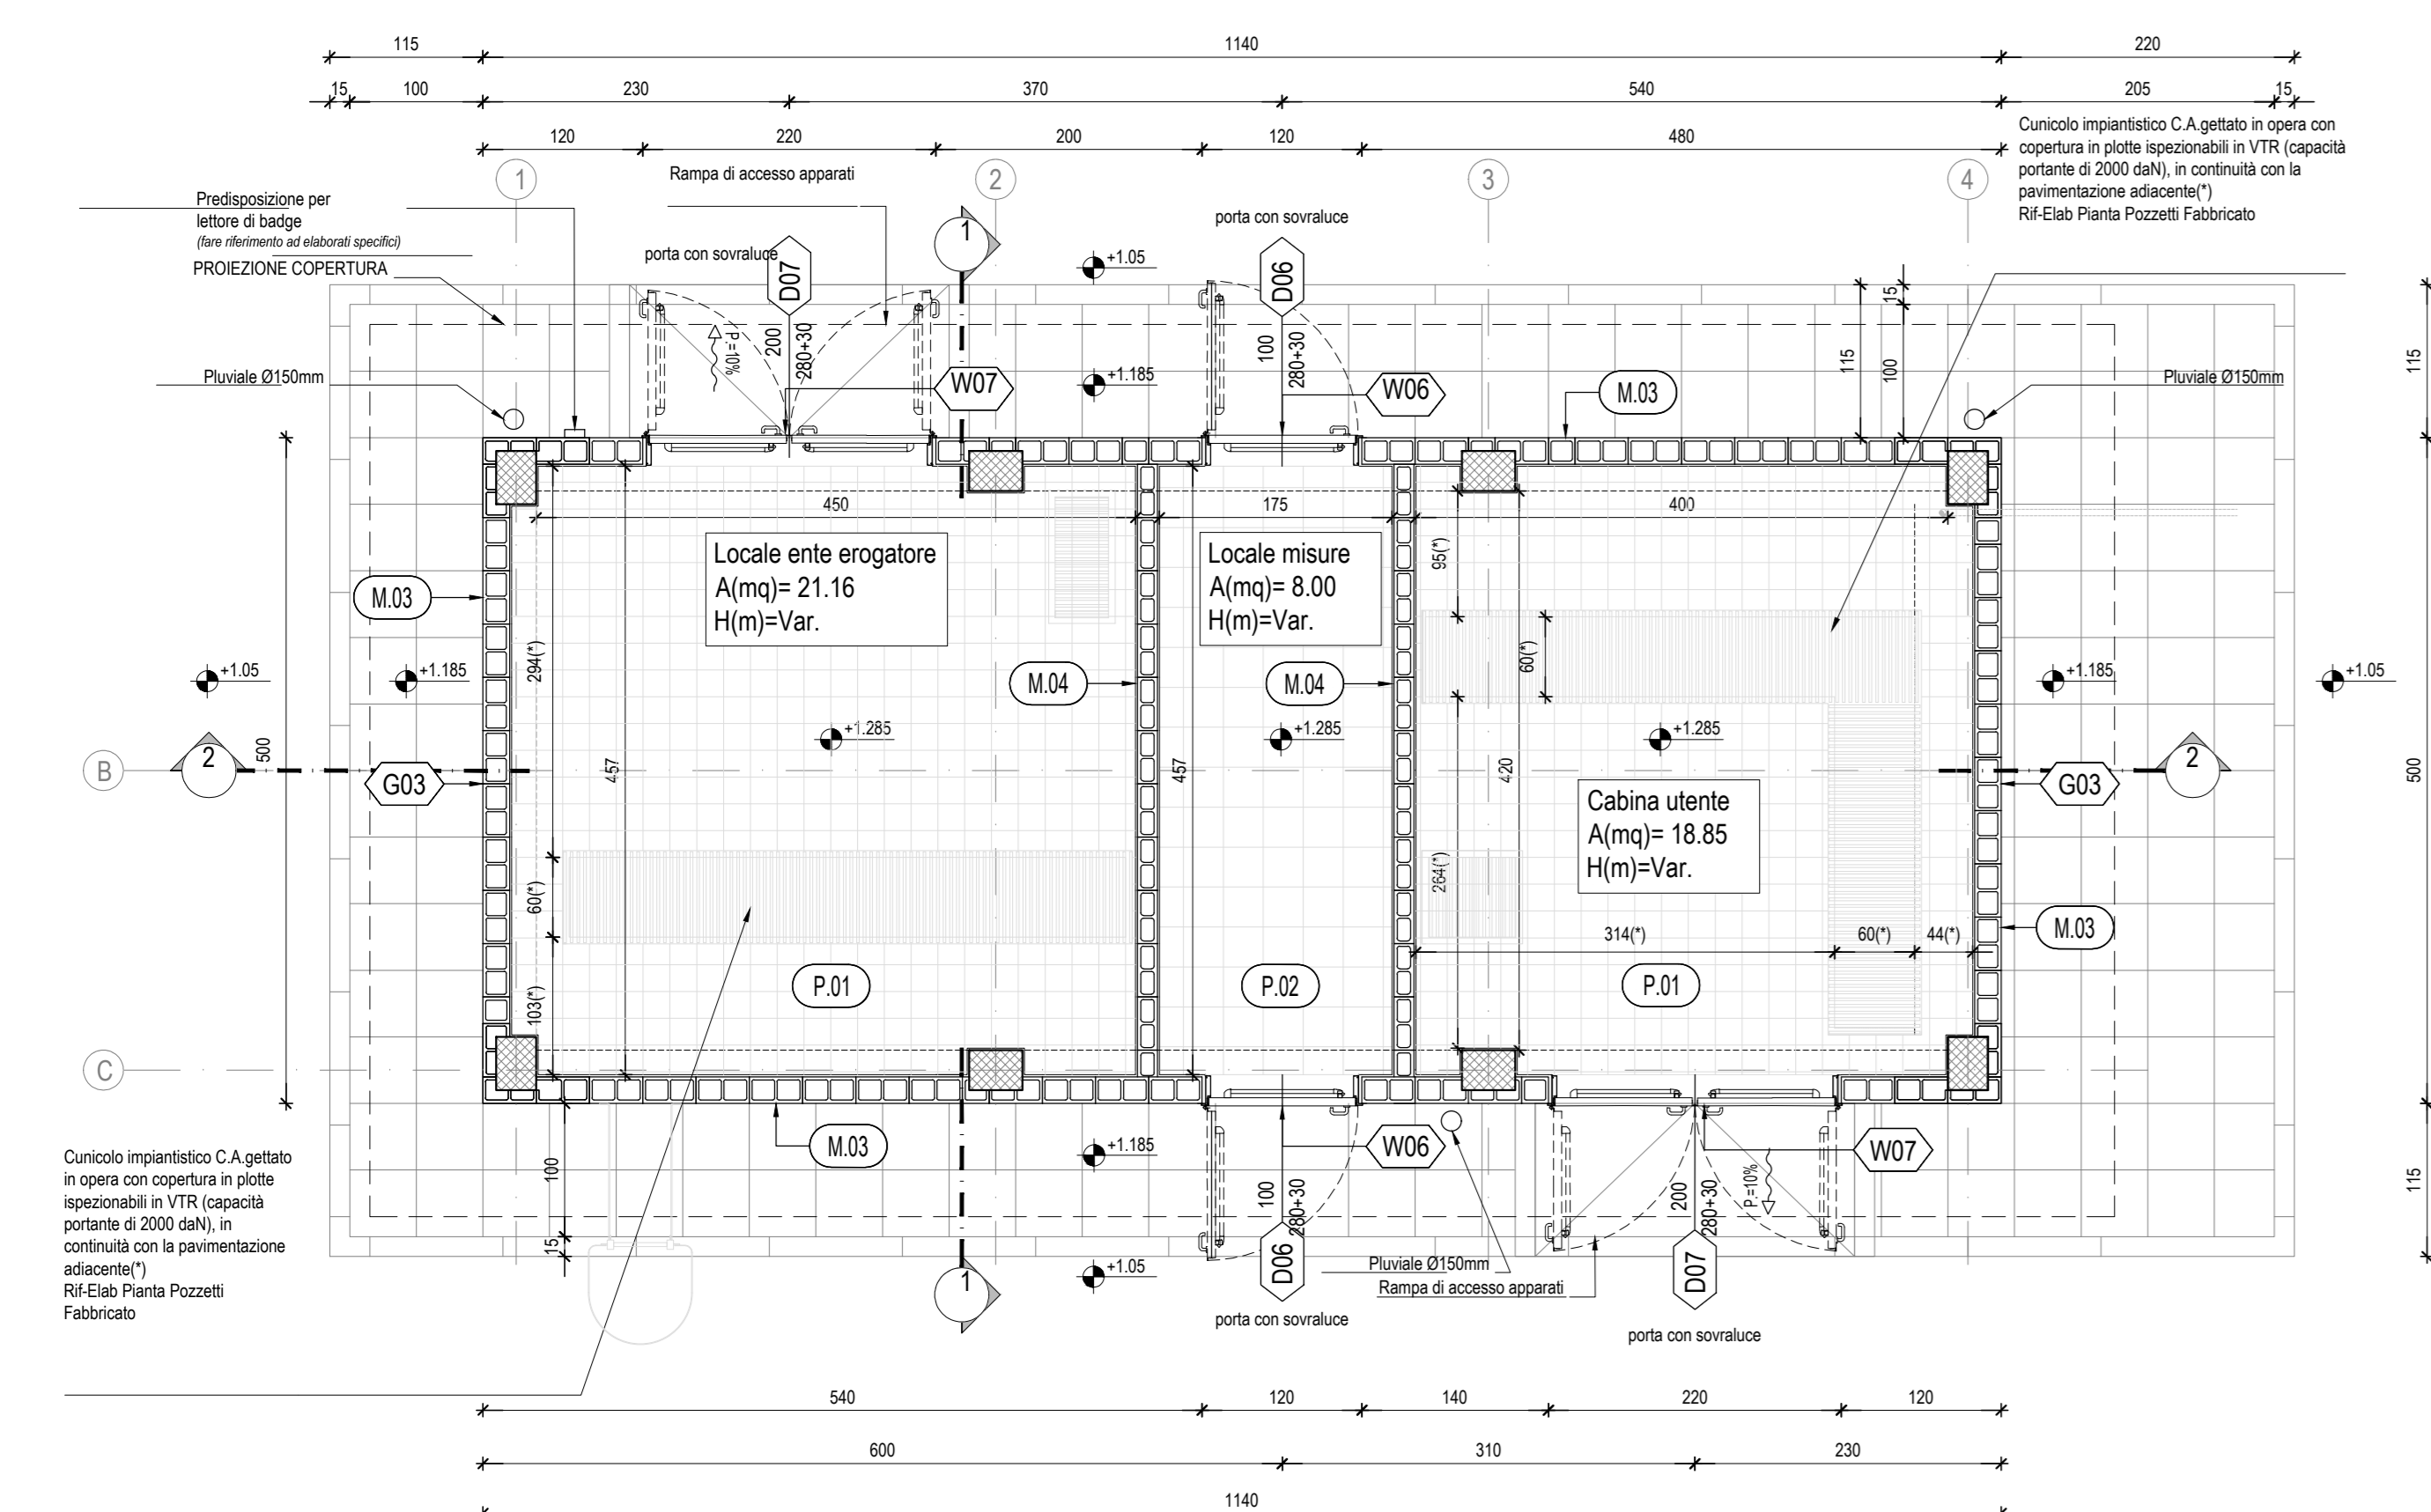 115
1140
220
15
100
230
370
540
205
15
120
220
200
120
480
Cunicolo impiantistico C.A.gettato in opera con
copertura in plotte ispezionabili in VTR (capacità
portante di 2000 daN), in continuità con la
pavimentazione adiacente(*)
Rif-Elab Pianta Pozzetti Fabbricato
1
2
3
4
Rampa di accesso apparati
Predisposizione per
lettore di badge
(fare riferimento ad elaborati specifici)
PROIEZIONE COPERTURA
porta con sovraluce
D07
1
+1.05
porta con sovraluce
D06
15
115
100
115
P.=10%
200
280+30
100
280+30
Pluviale Ø150mm
W07
+1.185
W06
M.03
Pluviale Ø150mm
450
175
400
Locale ente erogatore
A(mq)= 21.16
H(m)=Var.
Locale misure
A(mq)= 8.00
H(m)=Var.
95(*)
60(*)
M.03
294(*)
M.04
M.04
+1.05
+1.185
+1.185
+1.05
+1.285
+1.285
+1.285
B
2
500
G03
457
457
420
2
G03
500
Cabina utente
A(mq)= 18.85
H(m)=Var.
60(*)
264(*)
314(*)
60(*)
44(*)
M.03
103(*)
P.01
P.02
P.01
C
M.03
+1.185
W06
W07
Cunicolo impiantistico C.A.gettato
in opera con copertura in plotte
ispezionabili in VTR (capacità
portante di 2000 daN), in
continuità con la pavimentazione
adiacente(*)
Rif-Elab Pianta Pozzetti
Fabbricato
100
15
100
280+30
200
280+30
P.=10%
115
1
+1.05
D06
Pluviale Ø150mm
Rampa di accesso apparati
D07
porta con sovraluce
porta con sovraluce
540
120
140
220
120
600
310
230
1140